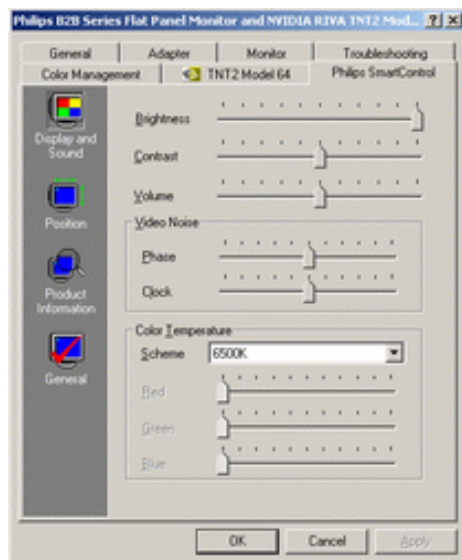 Philips B2B Series Flat Panel Monitor and NVIDIA RIVA TNT2 Mod...
General Adapter Monitor Troubleshooting
Color Management TNT2 Model 64 Philips SmartControl
Display and
Sound
Position
Product
Information
General
Brightness
Contrast
Volume
Video Noise
Phase
Clock
Color Temperature
Scheme 6500K
Red
Green
Blue
OK Cancel Apply